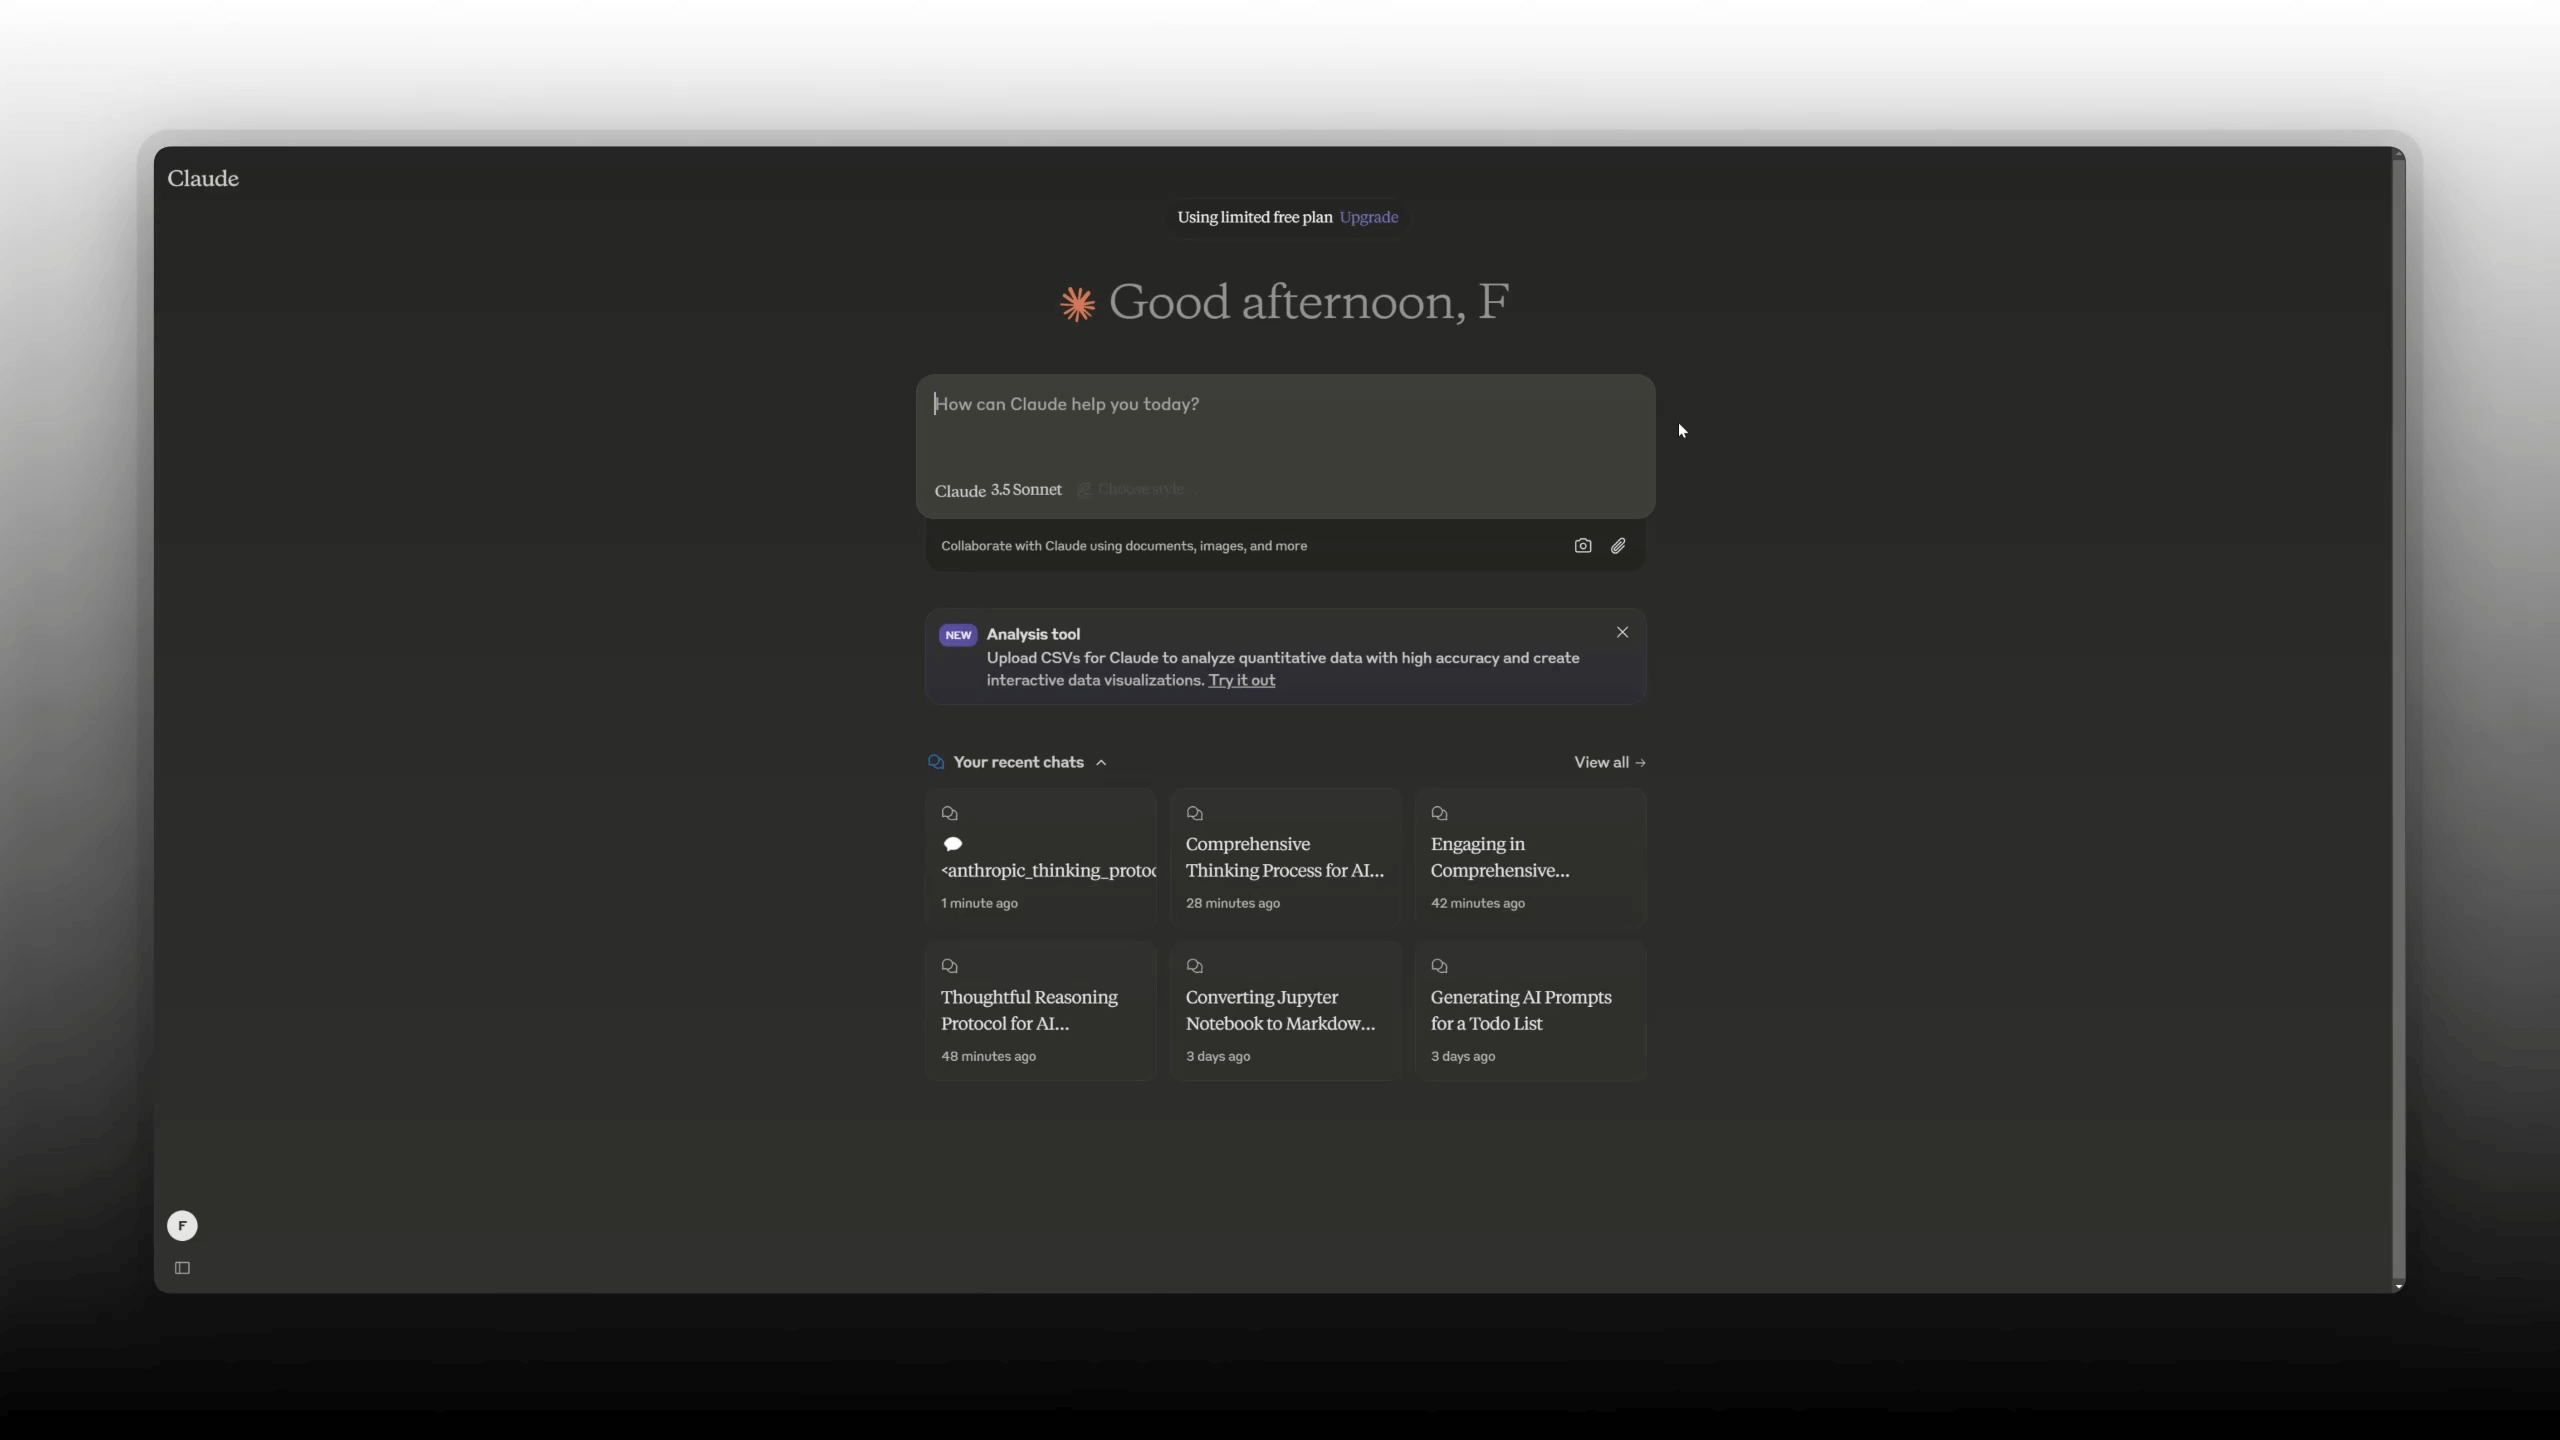 Claude
Using limited free plan Upgrade
Good afternoon, F
How can Claude help you today?
Claude 3.5 Sonnet Choose style
Collaborate with Claude using documents, images, and more
NEW Analysis tool
Upload CSVs for Claude to analyze quantitative data with high accuracy and create
interactive data visualizations. Try it out
Your recent chats
View all →
<anthropic_thinking_protoc
1 minute ago
Comprehensive
Thinking Process for AI...
28 minutes ago
Engaging in
Comprehensive...
42 minutes ago
Thoughtful Reasoning
Protocol for AI...
48 minutes ago
Converting Jupyter
Notebook to Markdow...
3 days ago
Generating AI Prompts
for a Todo List
3 days ago
F